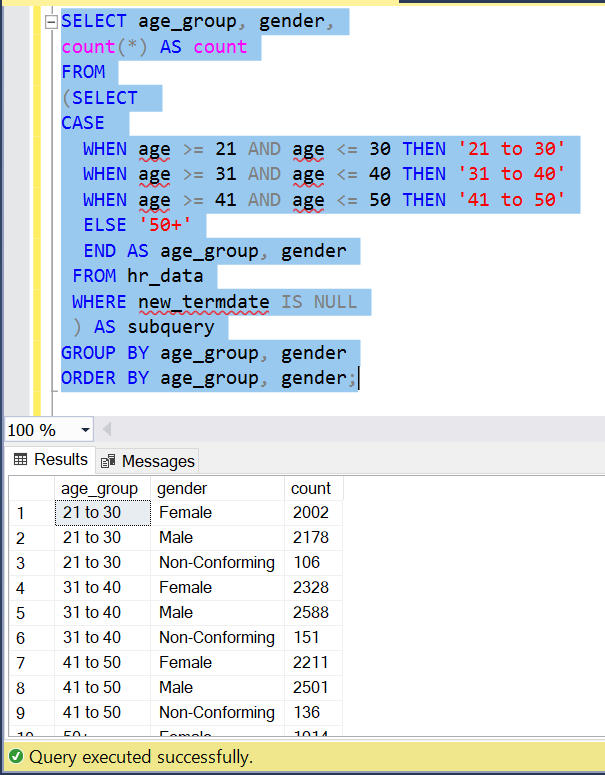 SELECT age_group, gender,
count(*) AS count
FROM
(SELECT
CASE
WHEN age >= 21 AND age <= 30 THEN '21 to 30'
WHEN age >= 31 AND age <= 40 THEN '31 to 40'
WHEN age >= 41 AND age <= 50 THEN '41 to 50'
ELSE '50+'
END AS age_group, gender
FROM hr_data
WHERE new_termdate IS NULL
) AS subquery
GROUP BY age_group, gender
ORDER BY age_group, gender;
100 %
Results Messages
age_group gender count
1 21 to 30 Female 2002
2 21 to 30 Male 2178
3 21 to 30 Non-Conforming 106
4 31 to 40 Female 2328
5 31 to 40 Male 2588
6 31 to 40 Non-Conforming 151
7 41 to 50 Female 2211
8 41 to 50 Male 2501
9 41 to 50 Non-Conforming 136
10 50+ Female
Query executed successfully.